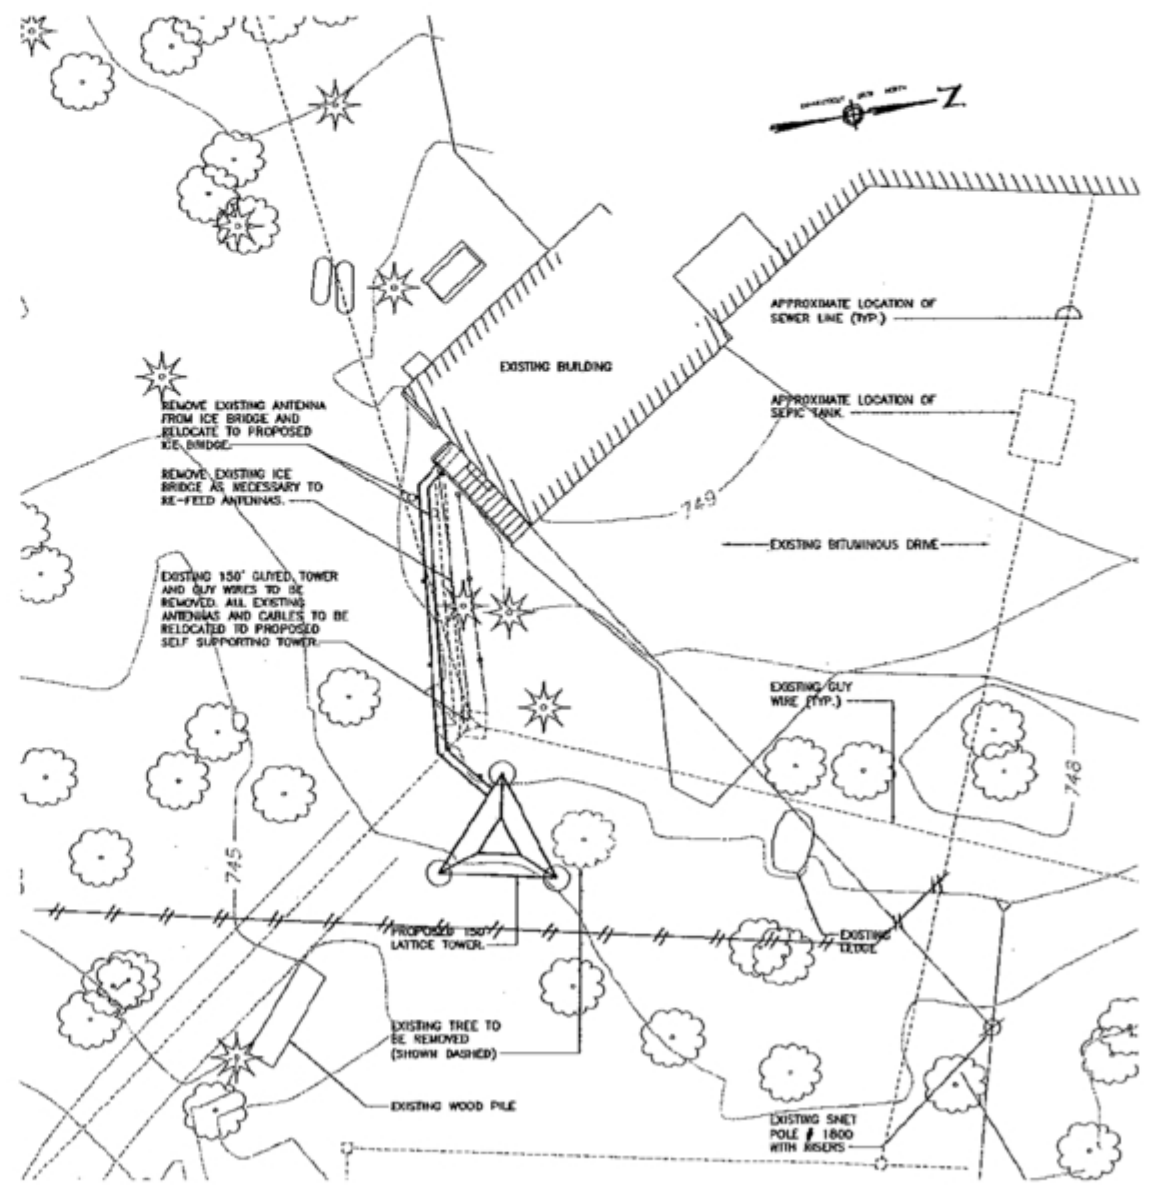 CONNECTICUT GRID NORTH
Z
APPROXIMATE LOCATION OF
SEWER LINE (TYP.)
EXISTING BUILDING
APPROXIMATE LOCATION OF
SEPIC TANK.
REMOVE EXISTING ANTENNA
FROM ICE BRIDGE AND
RELOCATE TO PROPOSED
ICE BRIDGE.
REMOVE EXISTING ICE
BRIDGE AS NECESSARY TO
RE-FEED ANTENNAS.
749
EXISTING BITUMINOUS DRIVE
EXISTING 150' GUYED TOWER
AND GUY WIRES TO BE
REMOVED. ALL EXISTING
ANTENNAS AND CABLES TO BE
RELOCATED TO PROPOSED
SELF SUPPORTING TOWER.
EXISTING GUY
WIRE (TYP.)
748
745
PROPOSED 150'
LATTICE TOWER.
EXISTING
LEDGE
EXISTING TREE TO
BE REMOVED
(SHOWN DASHED)
EXISTING WOOD PILE
EXISTING SNET
POLE # 1800
WITH RISERS